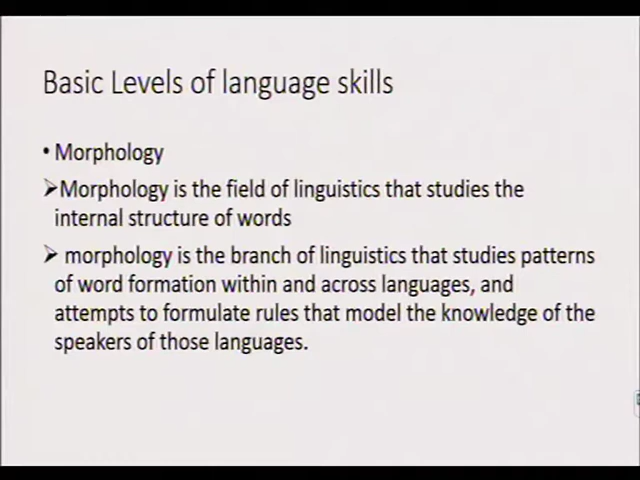 Basic Levels of language skills
• Morphology
➢Morphology is the field of linguistics that studies the
internal structure of words
➢ morphology is the branch of linguistics that studies patterns
of word formation within and across languages, and
attempts to formulate rules that model the knowledge of the
speakers of those languages.